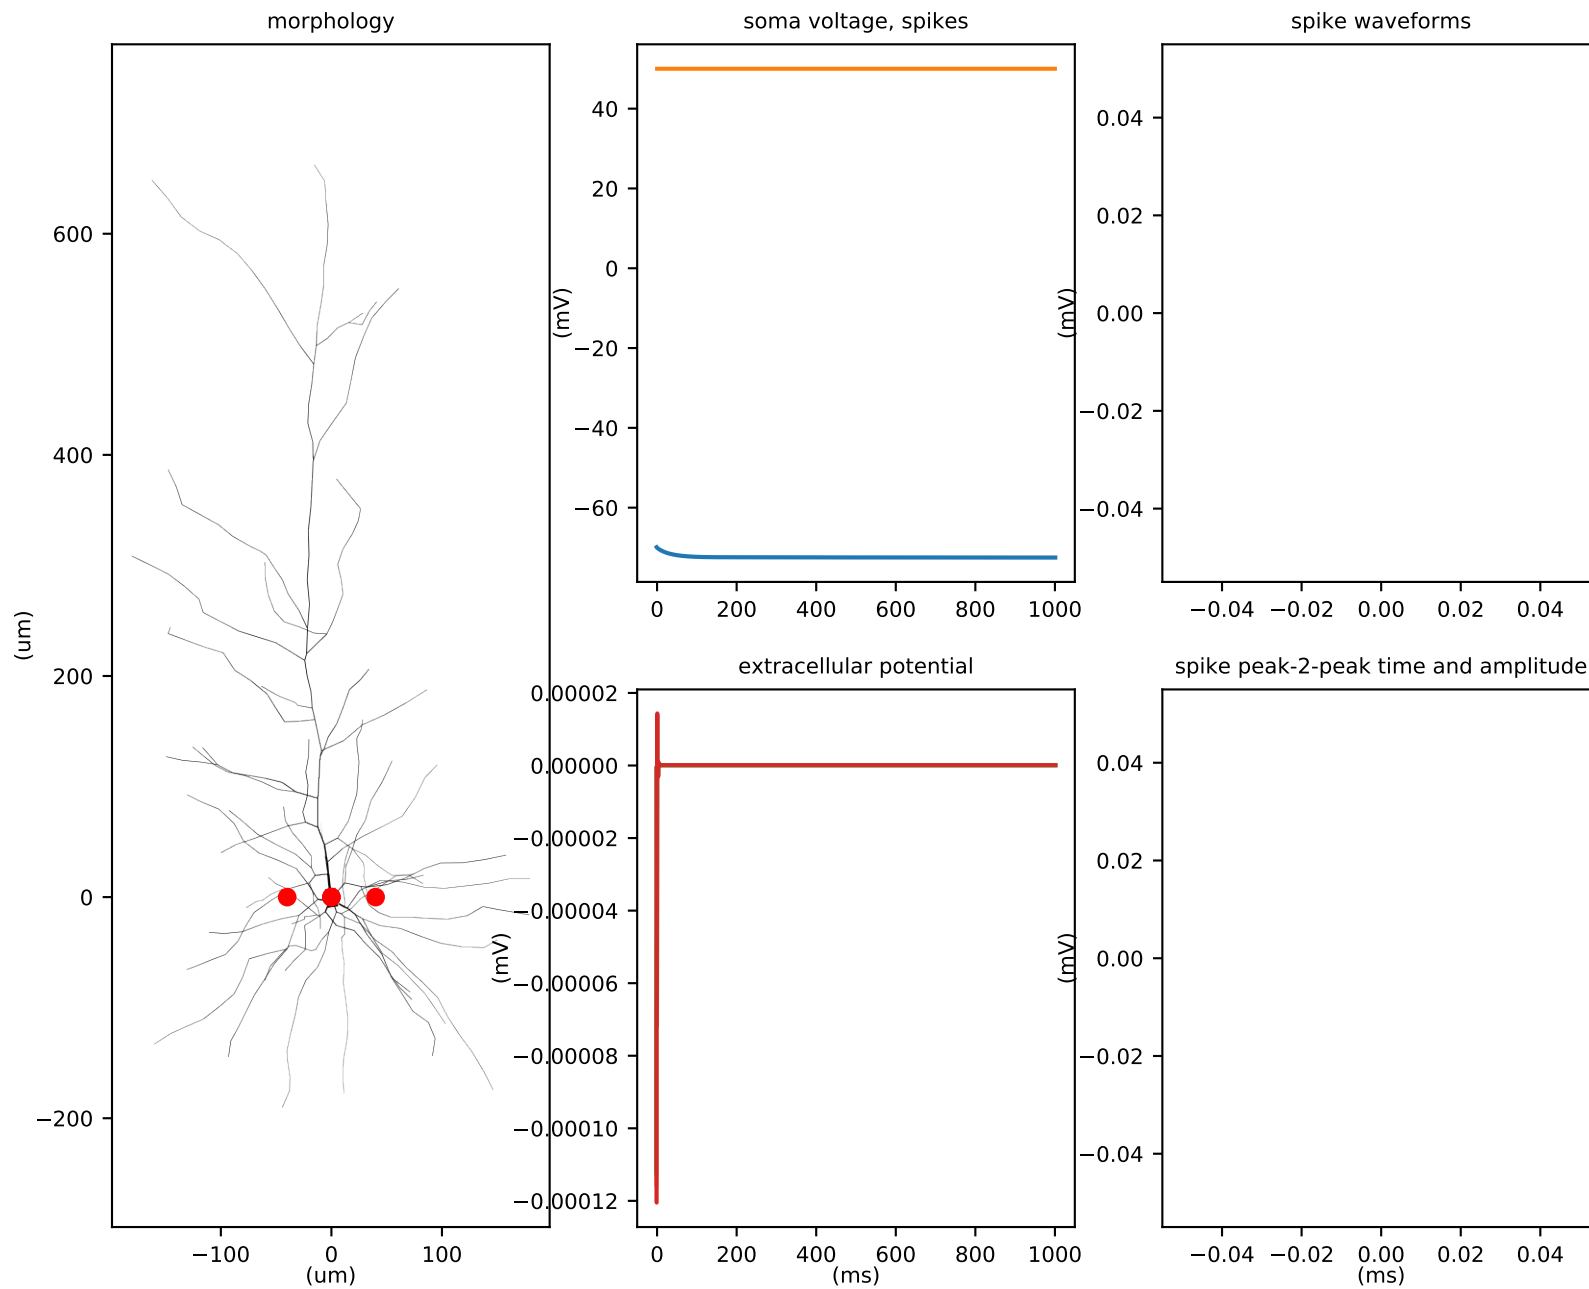 morphology
600
400
200
0
−200
(um)
−100 0 100
(um)
soma voltage, spikes
40
20
0
−20
−40
−60
(mV)
0 200 400 600 800 1000
spike waveforms
0.04
0.02
0.00
−0.02
−0.04
(mV)
−0.04 −0.02 0.00 0.02 0.04
extracellular potential
0.00002
0.00000
−0.00002
−0.00004
−0.00006
−0.00008
−0.00010
−0.00012
(mV)
0 200 400 600 800 1000
(ms)
spike peak-2-peak time and amplitude
0.04
0.02
0.00
−0.02
−0.04
(mV)
−0.04 −0.02 0.00 0.02 0.04
(ms)